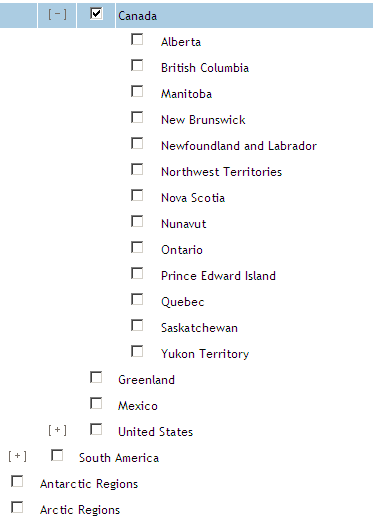 [-] Canada
Alberta
British Columbia
Manitoba
New Brunswick
Newfoundland and Labrador
Northwest Territories
Nova Scotia
Nunavut
Ontario
Prince Edward Island
Quebec
Saskatchewan
Yukon Territory
Greenland
Mexico
[+] United States
[+] South America
Antarctic Regions
Arctic Regions